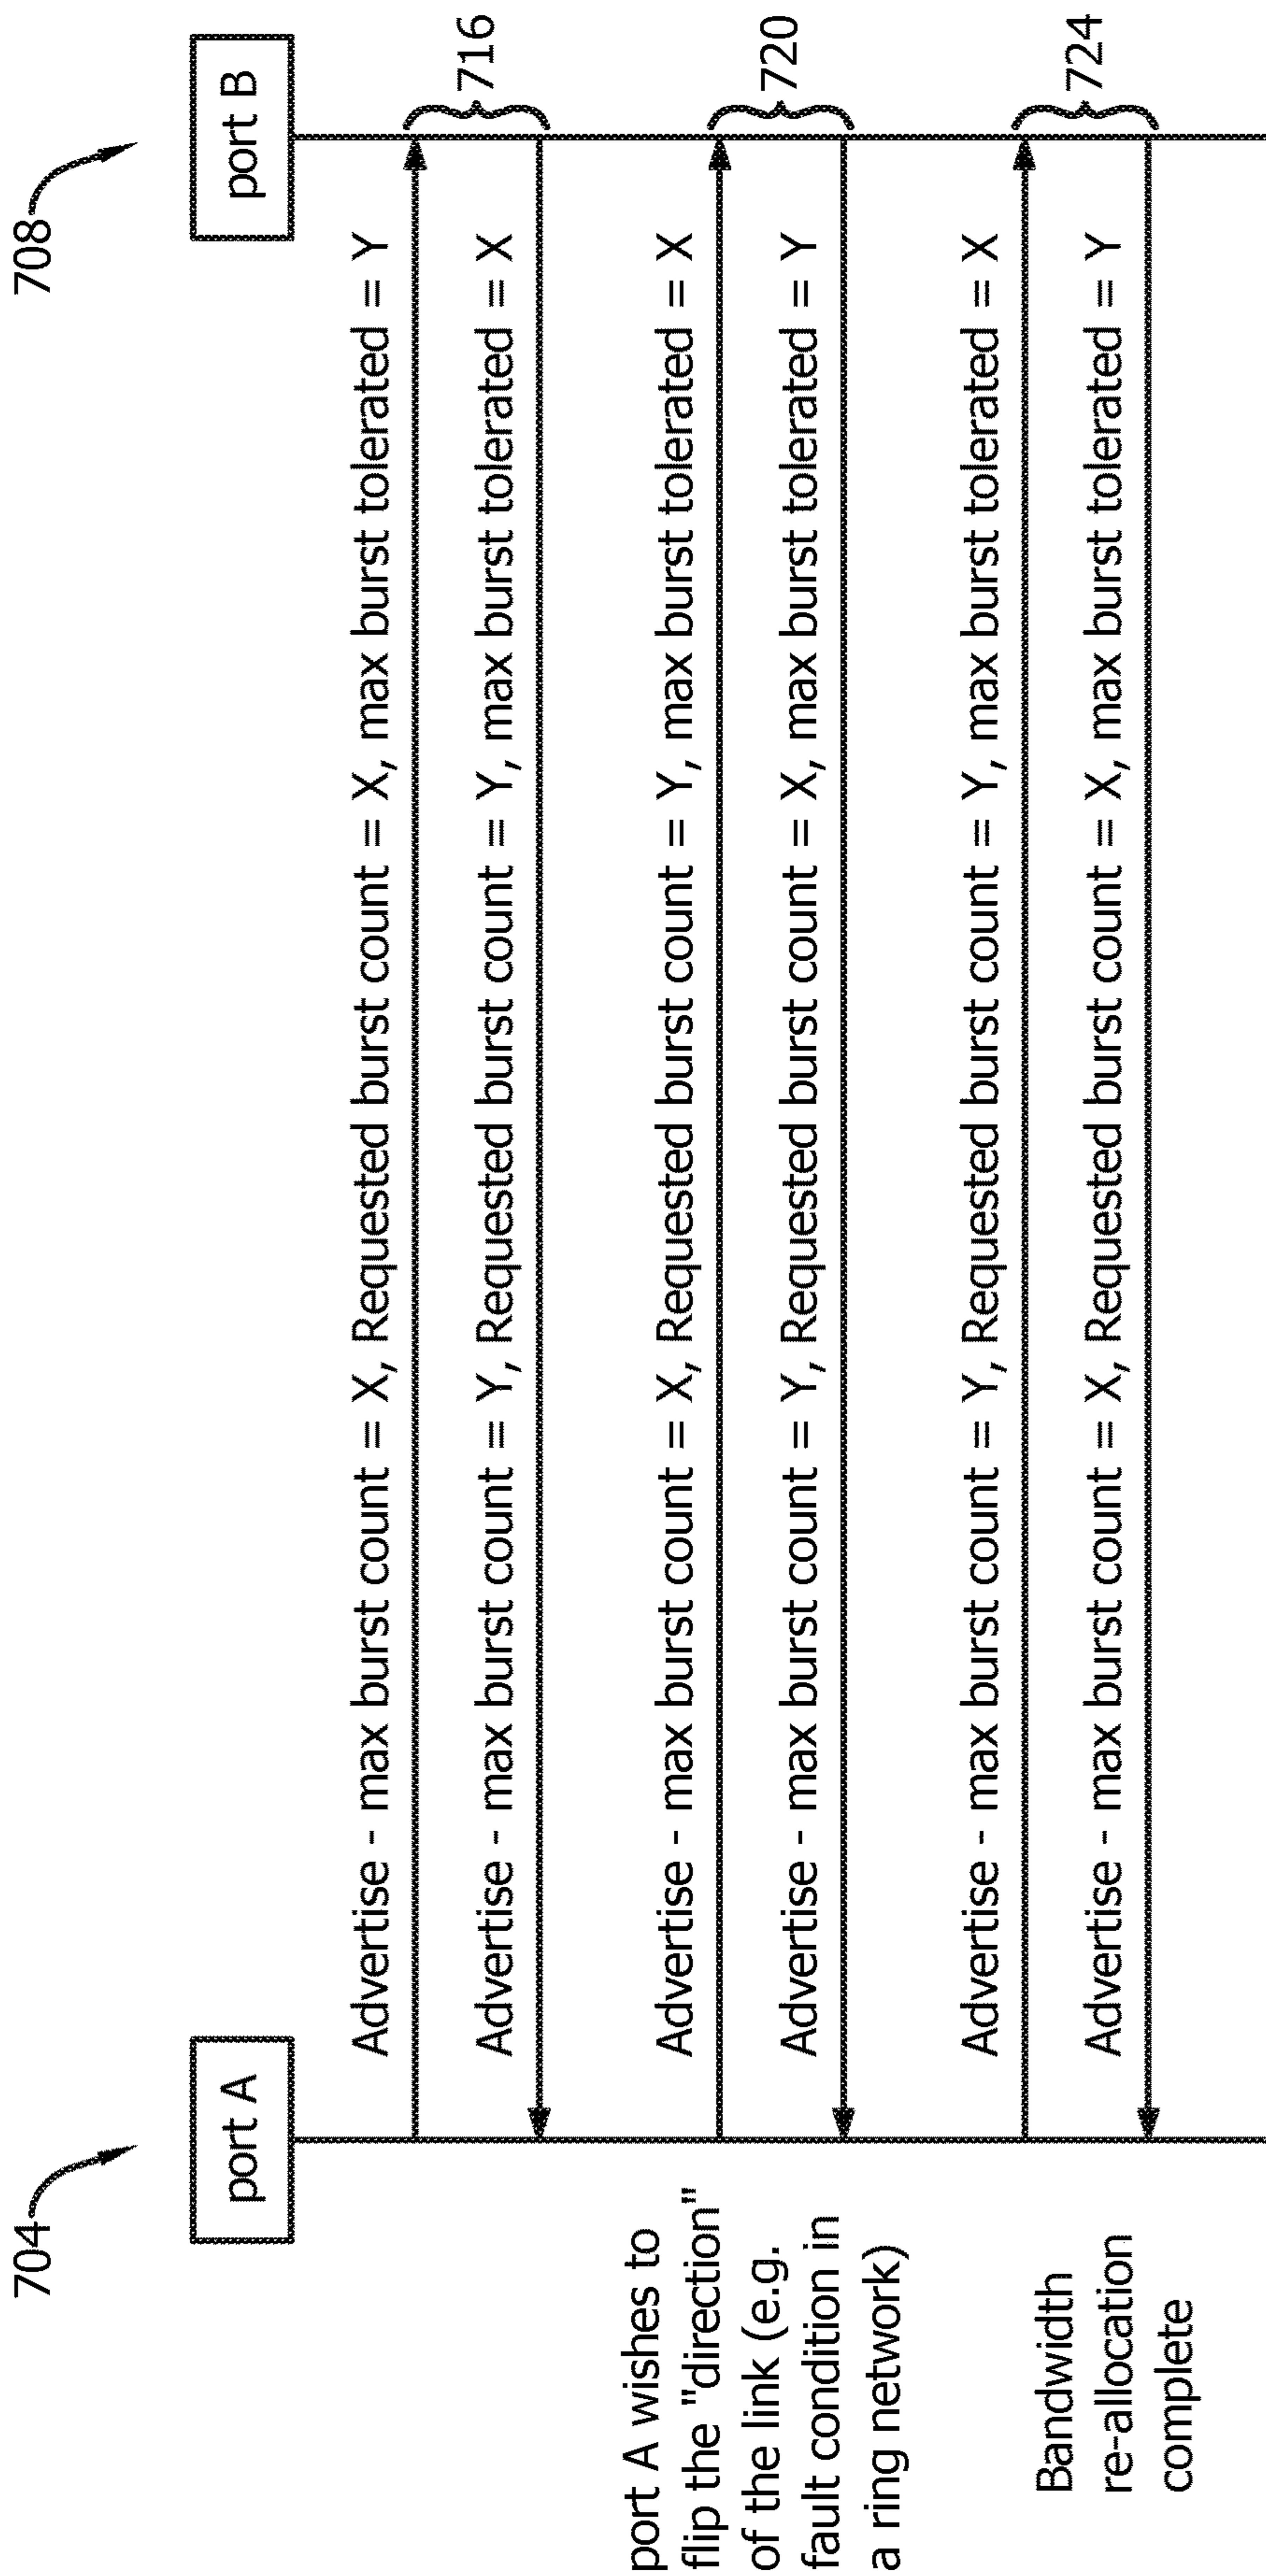 704
708
port A
port B
Advertise - max burst count = X, Requested burst count = X, max burst tolerated = Y
Advertise - max burst count = Y, Requested burst count = Y, max burst tolerated = X
716
port A wishes to
flip the "direction"
of the link (e.g.
fault condition in
a ring network)
Advertise - max burst count = X, Requested burst count = Y, max burst tolerated = X
Advertise - max burst count = Y, Requested burst count = X, max burst tolerated = Y
720
Bandwidth
re-allocation
complete
Advertise - max burst count = Y, Requested burst count = Y, max burst tolerated = X
Advertise - max burst count = X, Requested burst count = X, max burst tolerated = Y
724